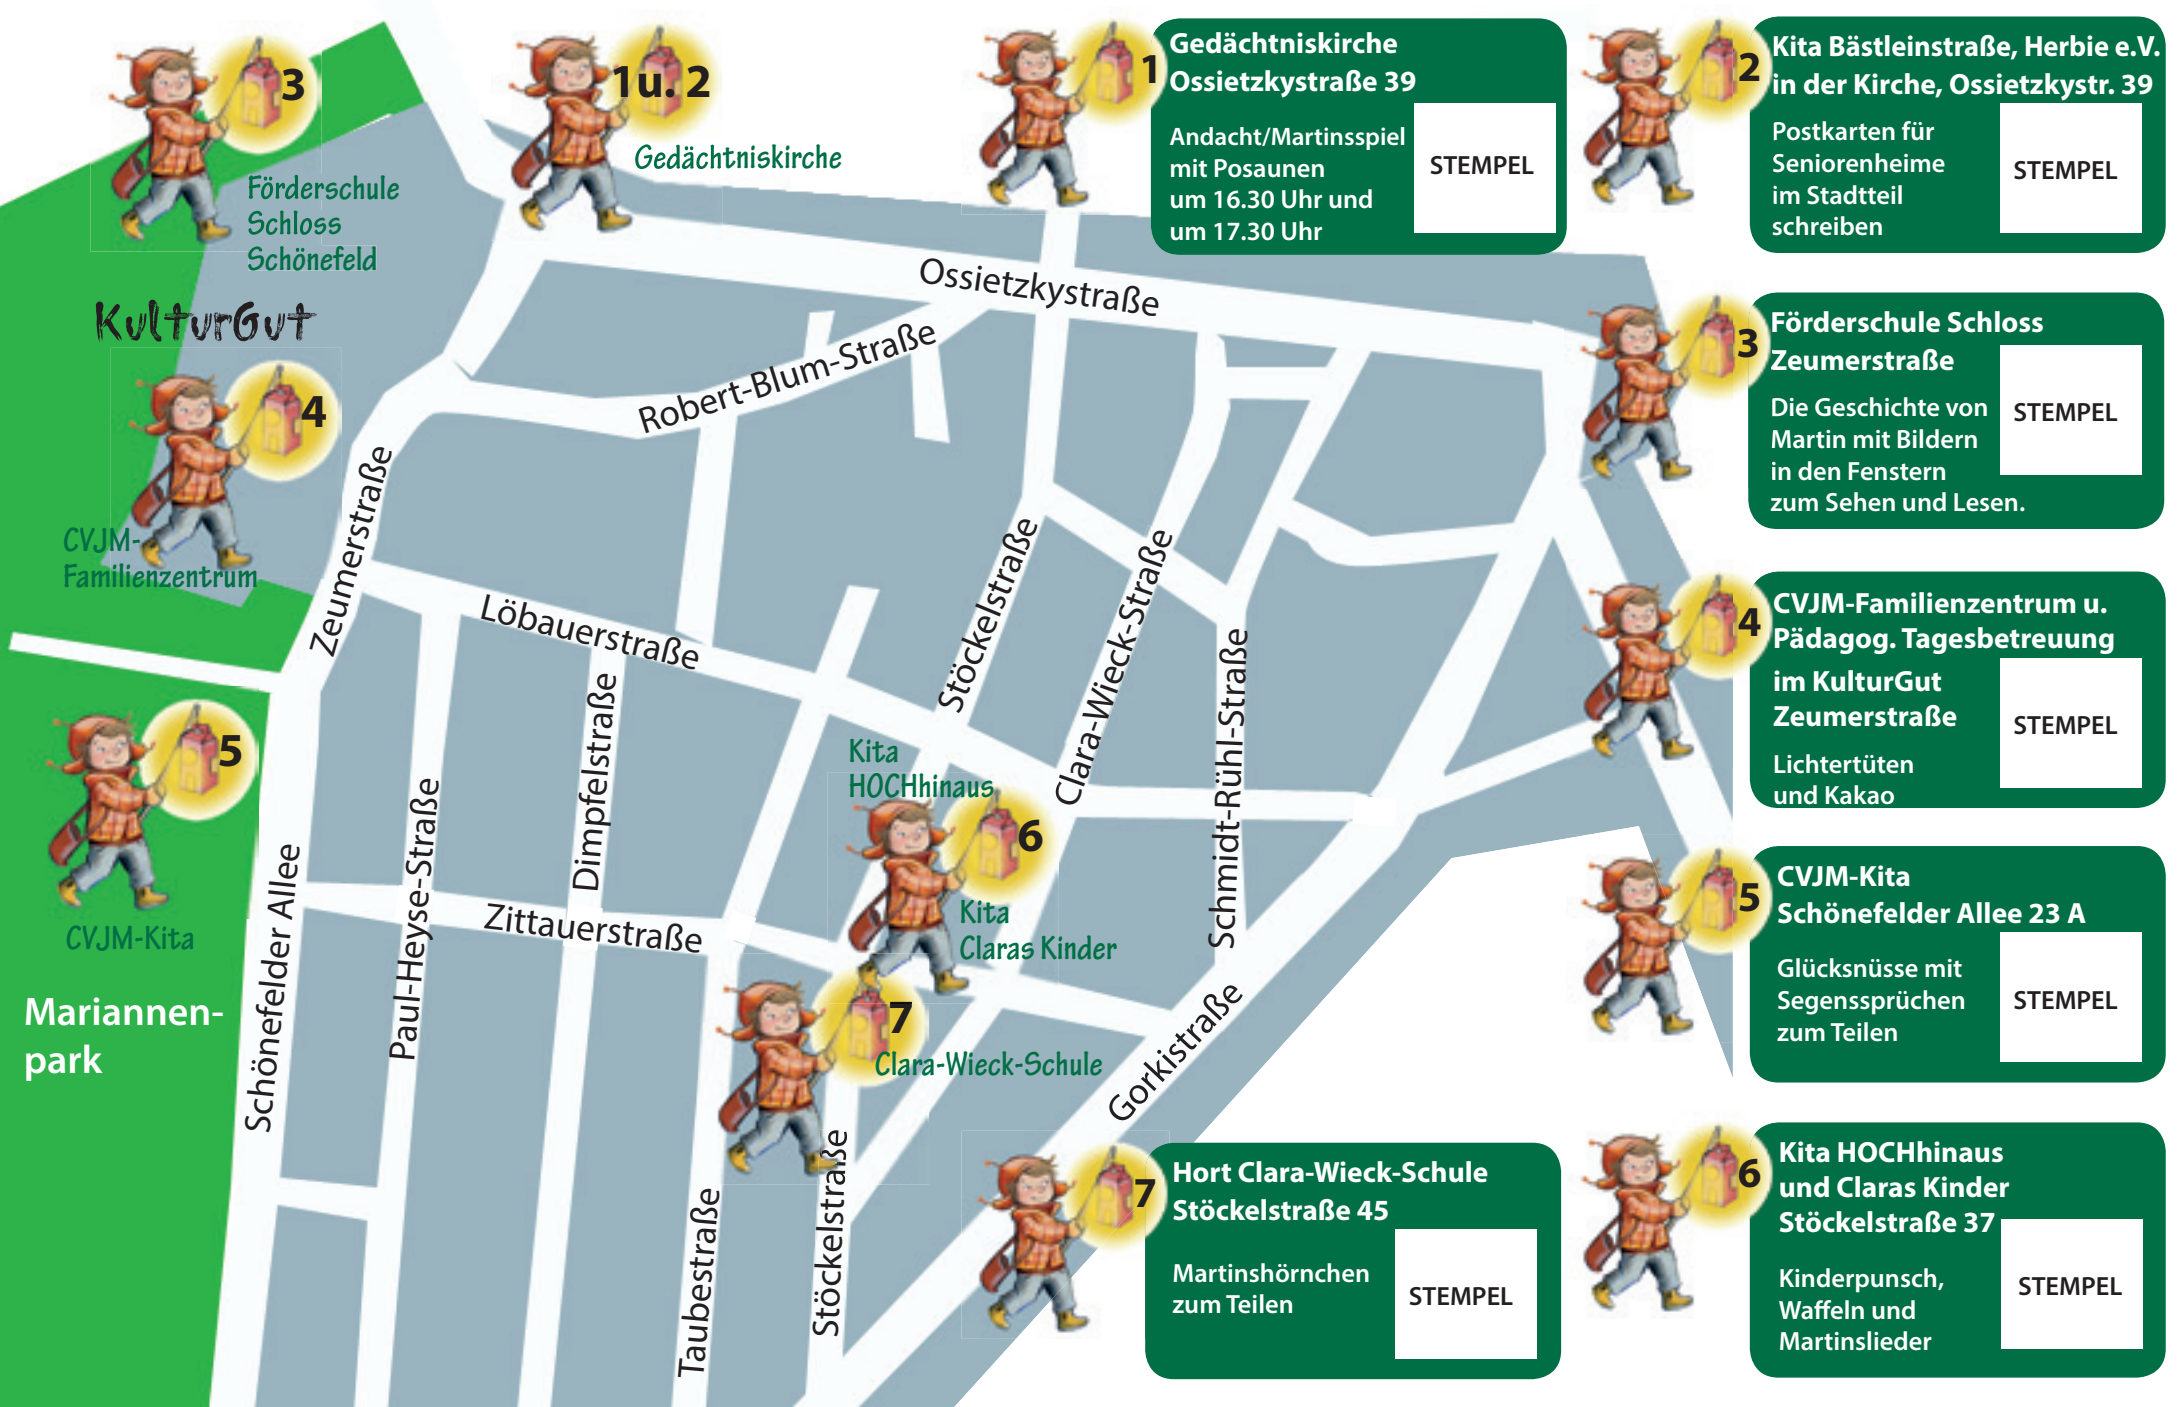 3
Förderschule
Schloss
Schönefeld
1u. 2
Gedächtniskirche
KulturGut
4
CVJM-
Familienzentrum
5
CVJM-Kita
Mariannen-
park
Kita
HOCHhinaus
6
Kita
Claras Kinder
7
Clara-Wieck-Schule
Ossietzkystraße
Robert-Blum-Straße
Zeumerstraße
Löbauerstraße
Stöckelstraße
Clara-Wieck-Straße
Schmidt-Rühl-Straße
Dimpfelstraße
Paul-Heyse-Straße
Schönefelder Allee
Zittauerstraße
Gorkistraße
Taubestraße
Stöckelstraße
1
Gedächtniskirche
Ossietzkystraße 39
Andacht/Martinsspiel
mit Posaunen
um 16.30 Uhr und
um 17.30 Uhr
STEMPEL
2
Kita Bästleinstraße, Herbie e.V.
in der Kirche, Ossietzkystr. 39
Postkarten für
Seniorenheime
im Stadtteil
schreiben
STEMPEL
3
Förderschule Schloss
Zeumerstraße
Die Geschichte von
Martin mit Bildern
in den Fenstern
zum Sehen und Lesen.
STEMPEL
4
CVJM-Familienzentrum u.
Pädagog. Tagesbetreuung
im KulturGut
Zeumerstraße
Lichtertüten
und Kakao
STEMPEL
5
CVJM-Kita
Schönefelder Allee 23 A
Glücksnüsse mit
Segenssprüchen
zum Teilen
STEMPEL
6
Kita HOCHhinaus
und Claras Kinder
Stöckelstraße 37
Kinderpunsch,
Waffeln und
Martinslieder
STEMPEL
7
Hort Clara-Wieck-Schule
Stöckelstraße 45
Martinshörnchen
zum Teilen
STEMPEL